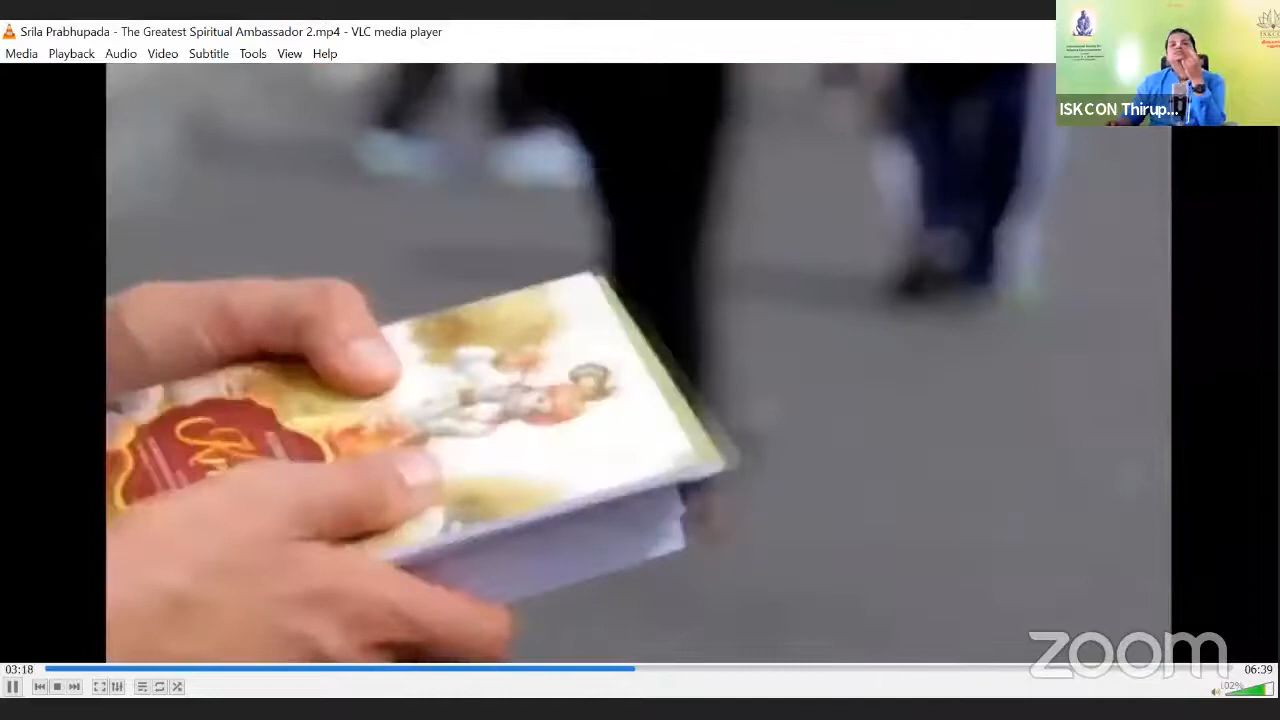 Srila Prabhupada - The Greatest Spiritual Ambassador 2.mp4 - VLC media player
Media Playback Audio Video Subtitle Tools View Help
ISKCON Thirup...
zoom
03:18
06:39
102%